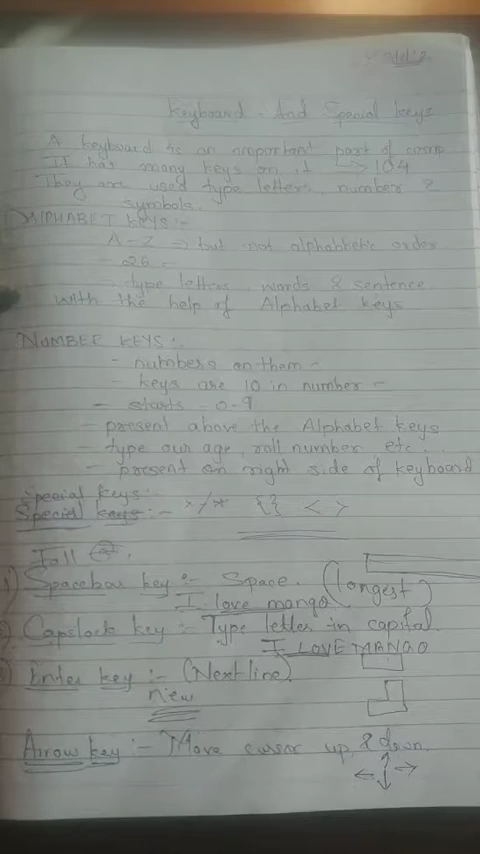 Keyboard And Special Keys
A keyboard is an important part of comp
It has many keys on it → 104
They are used type letter, number &
symbols.
ALPHABET KEYS:-
A-Z ⇒ but not alphabhetic order
- 26 -
type letters, words & sentence
with the help of Alphabet keys
NUMBER KEYS:-
- numbers on them -
- keys are 10 in number -
- starts - 0-9
- present above the Alphabet keys
- type our age, roll number, etc..
- present on right side of keyboard
Special keys:-
Special keys:- × / * {} < >
Tall
1) Spacebar key:- Space. (longest)
I love mango
2) Capslock key:- Type letter in capital.
I LOVE MANGO
3) Enter key:- (Next line)
new
Arrow key:- Move cursor up & down.